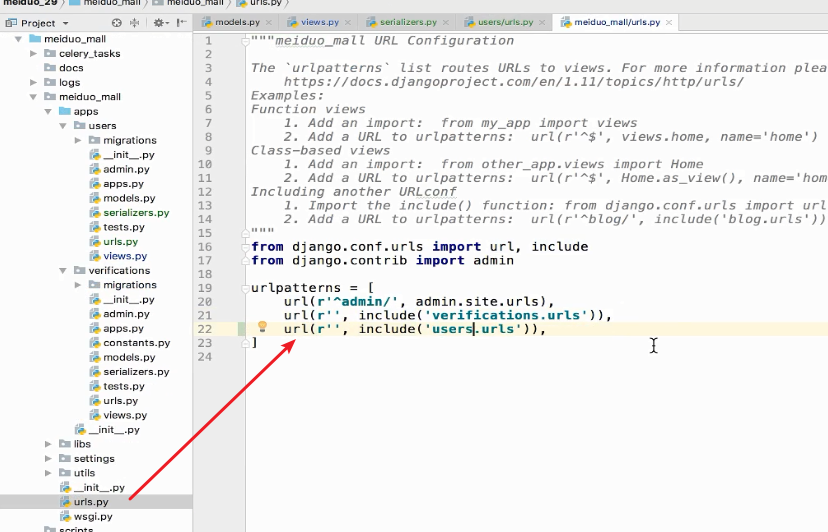 meiduo_29 meiduo_mall meiduo_mall urls.py
Project
models.py views.py serializers.py users/urls.py meiduo_mall/urls.py
meiduo_mall
celery_tasks
docs
logs
meiduo_mall
apps
users
migrations
__init__.py
admin.py
apps.py
models.py
serializers.py
tests.py
urls.py
views.py
verifications
migrations
__init__.py
admin.py
apps.py
constants.py
models.py
serializers.py
tests.py
urls.py
views.py
__init__.py
libs
settings
utils
__init__.py
urls.py
wsgi.py
scripts
1 """meiduo_mall URL Configuration
2
3 The `urlpatterns` list routes URLs to views. For more information plea
4 https://docs.djangoproject.com/en/1.11/topics/http/urls/
5 Examples:
6 Function views
7 1. Add an import:  from my_app import views
8 2. Add a URL to urlpatterns:  url(r'^$', views.home, name='home')
9 Class-based views
10 1. Add an import:  from other_app.views import Home
11 2. Add a URL to urlpatterns:  url(r'^$', Home.as_view(), name='hom
12 Including another URLconf
13 1. Import the include() function: from django.conf.urls import url
14 2. Add a URL to urlpatterns:  url(r'^blog/', include('blog.urls'))
15 """
16 from django.conf.urls import url, include
17 from django.contrib import admin
18
19 urlpatterns = [
20 url(r'^admin/', admin.site.urls),
21 url(r'', include('verifications.urls')),
22 url(r'', include('users.urls')),
23 ]
24